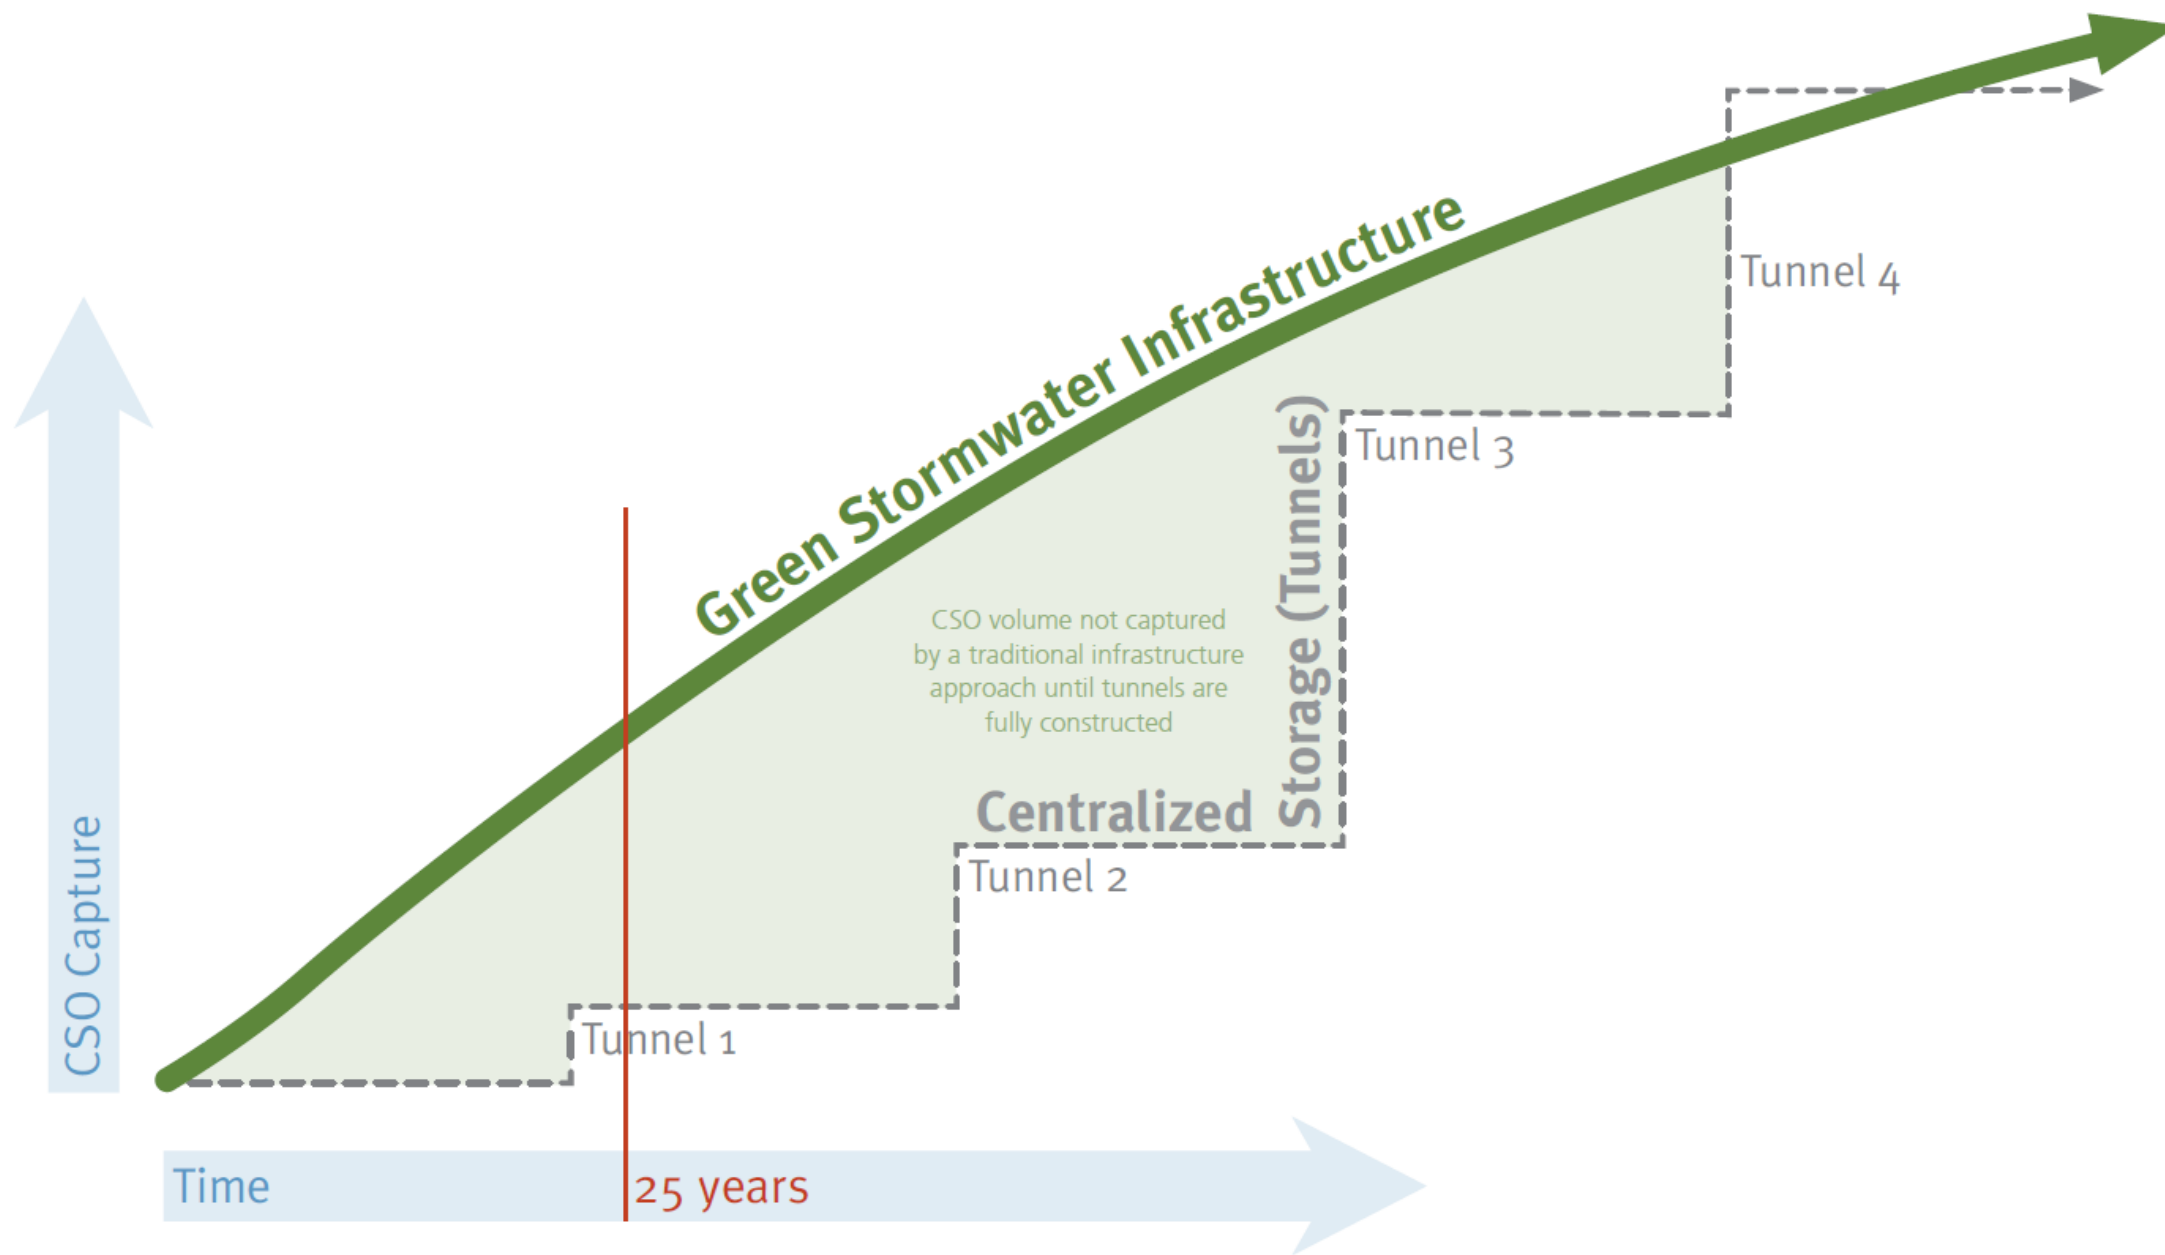 Green Stormwater Infrastructure
Tunnel 4
Tunnel 3
Storage (Tunnels)
CSO volume not captured
by a traditional infrastructure
approach until tunnels are
fully constructed
Centralized
Tunnel 2
Tunnel 1
CSO Capture
Time
25 years